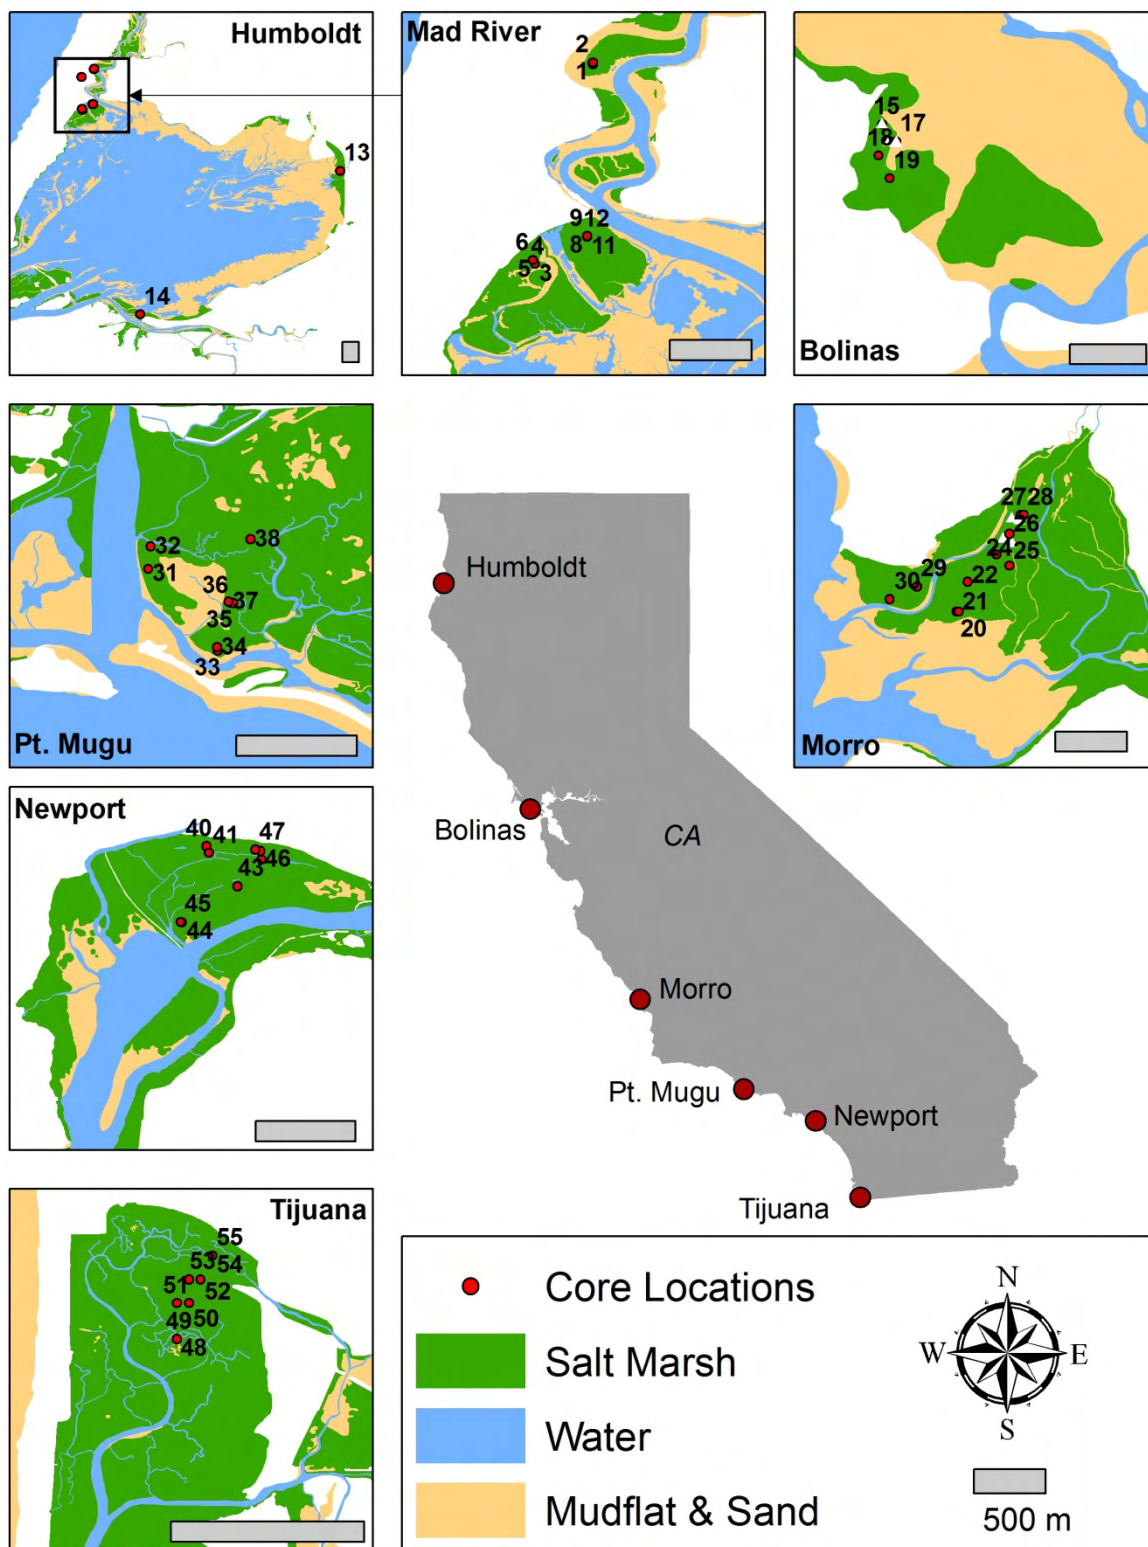 Humboldt
13
14
Mad River
2
1
9 12
6 4
8 11
5 3
15
17
18
19
Bolinas
38
32
31
36
37
35
34
33
Pt. Mugu
27 28
26
24 25
29
22
30
21
20
Morro
Newport
40 41 47
43 46
45
44
Humboldt
Bolinas
CA
Morro
Pt. Mugu
Newport
Tijuana
Tijuana
55
53 54
51 52
49 50
48
Core Locations
Salt Marsh
Water
Mudflat & Sand
N
W E
S
500 m